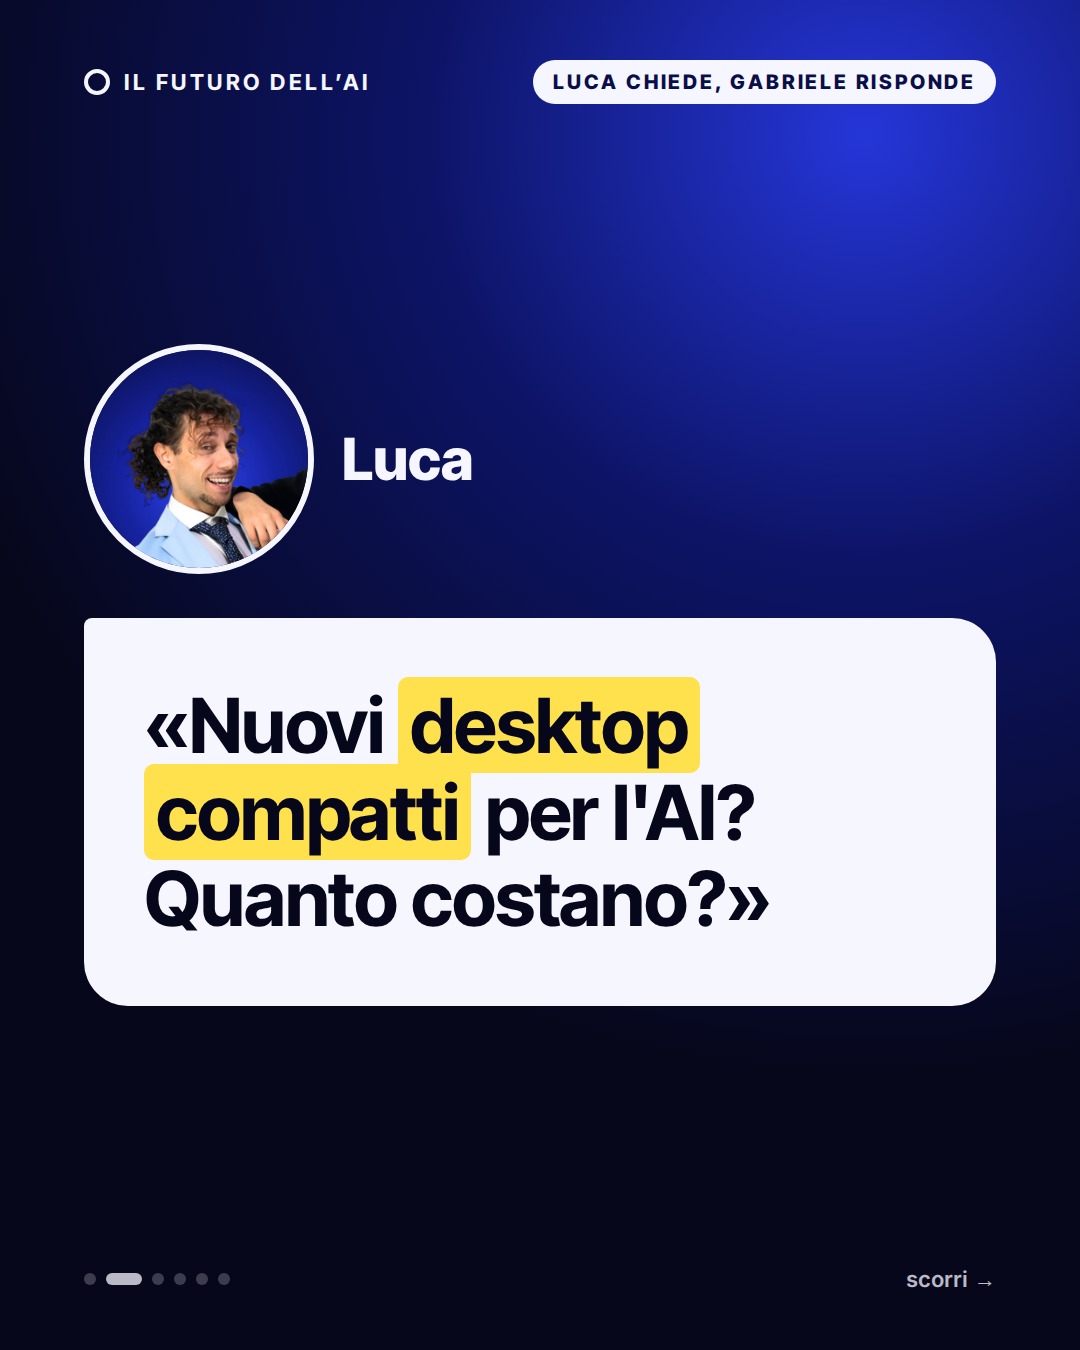 IL FUTURO DELL’AI
LUCA CHIEDE, GABRIELE RISPONDE
Luca
«Nuovi desktop
compatti per l'AI?
Quanto costano?»
scorri →